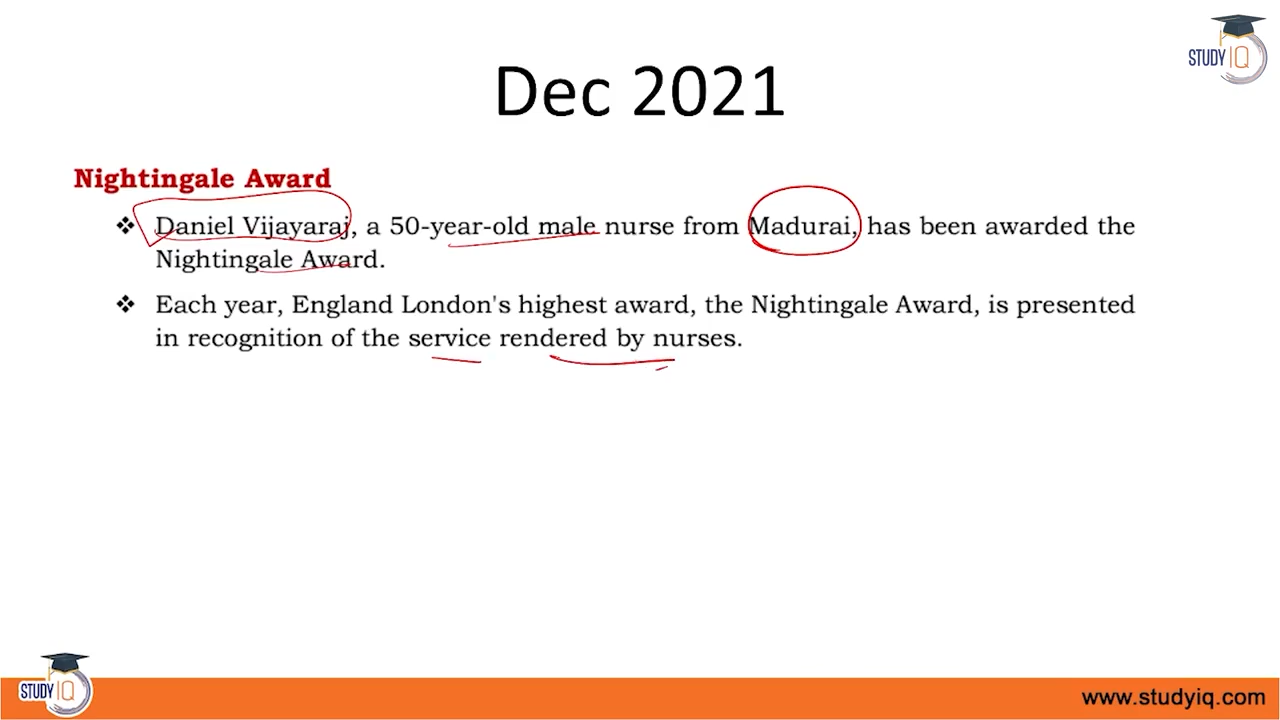 STUDY IQ
Dec 2021
Nightingale Award
❖ Daniel Vijayaraj, a 50-year-old male nurse from Madurai, has been awarded the
Nightingale Award.
❖ Each year, England London's highest award, the Nightingale Award, is presented
in recognition of the service rendered by nurses.
STUDY IQ
www.studyiq.com